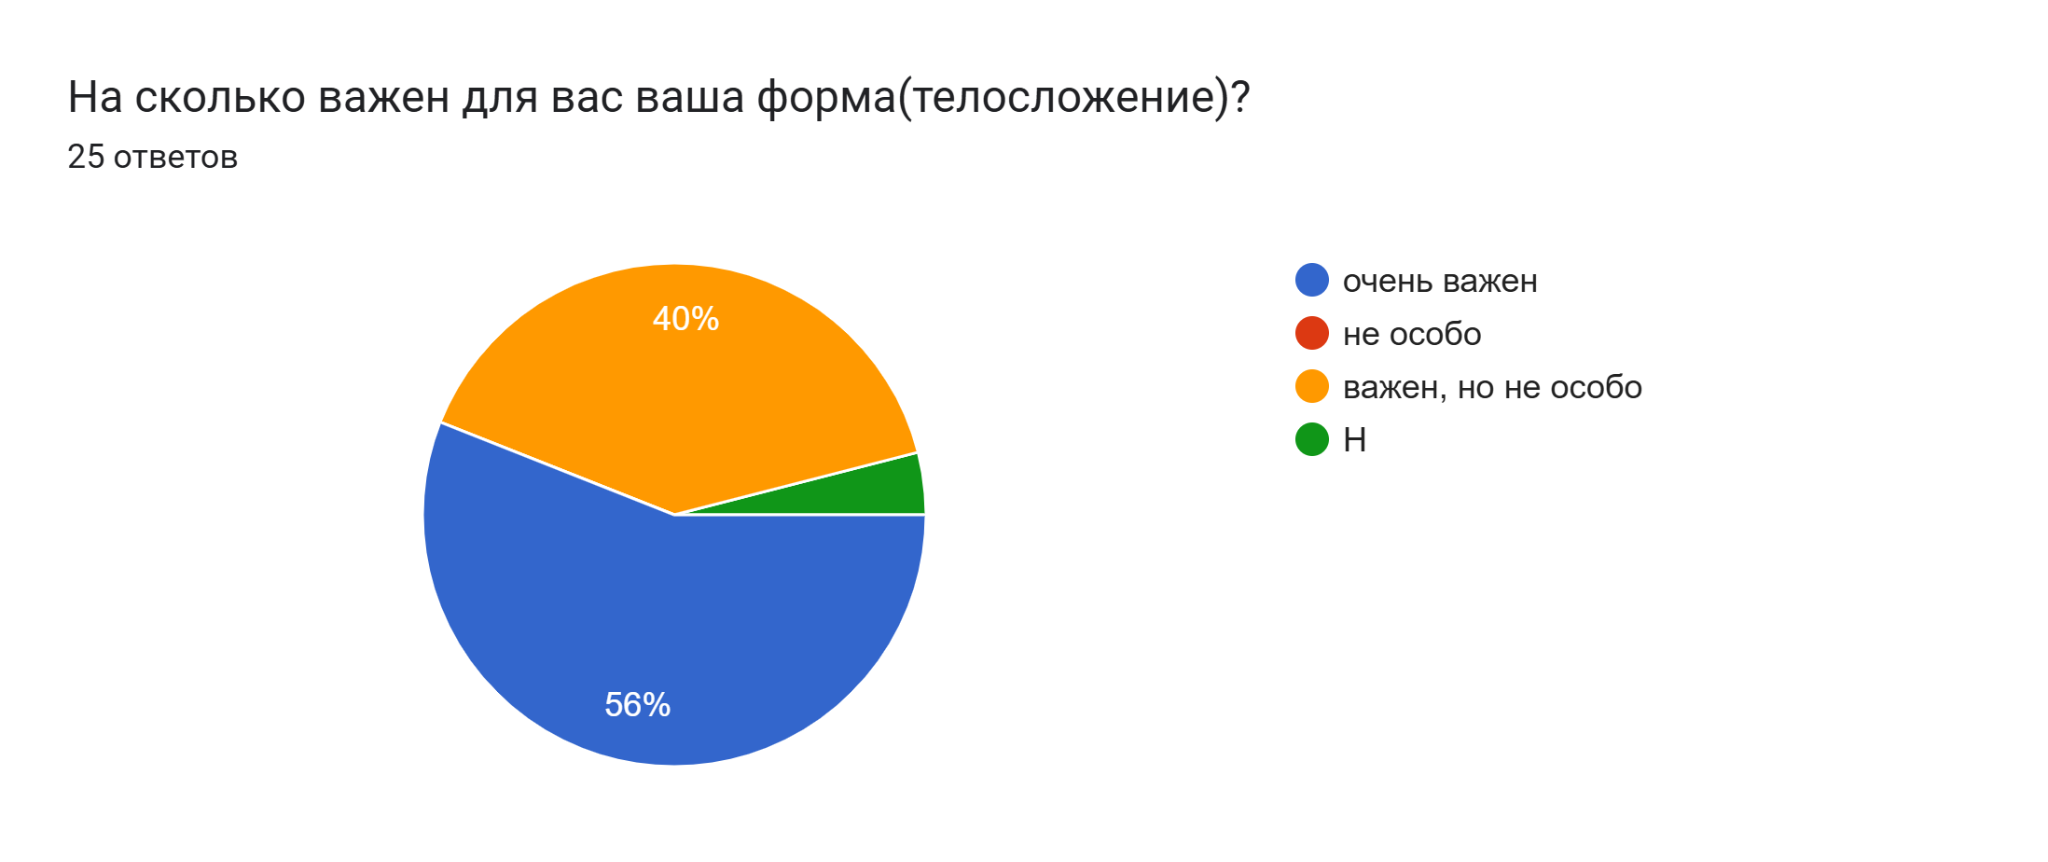 На сколько важен для вас ваша форма(телосложение)?
25 ответов
40%
56%
очень важен
не особо
важен, но не особо
Н